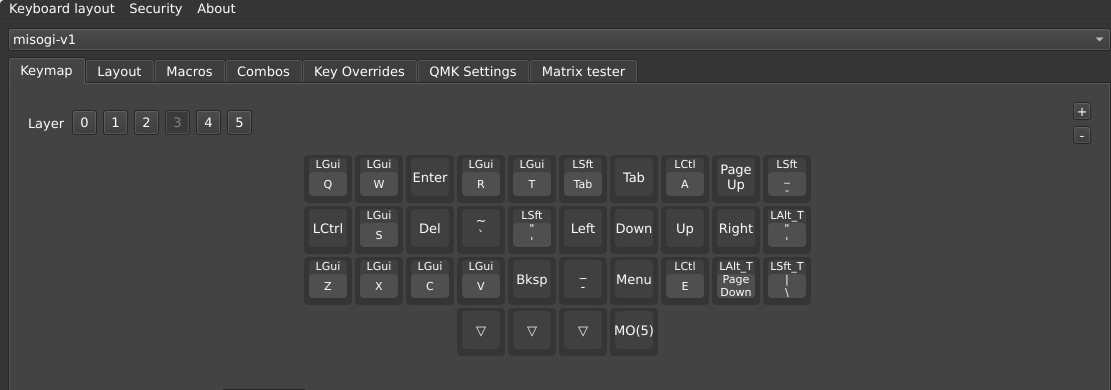 Keyboard layout Security About
misogi-v1
Keymap Layout Macros Combos Key Overrides QMK Settings Matrix tester
Layer 0 1 2 3 4 5 +
-
LGui LGui LGui LGui LSft LCtl LSft
Q W Enter R T Tab Tab A Page Up _ -
LGui LSft LAlt_T
LCtrl S Del ~ ` " ' Left Down Up Right " '
LGui LGui LGui LGui LCtl LAlt_T LSft_T
Z X C V Bksp _ - Menu E Page Down | \
▽ ▽ ▽ MO(5)